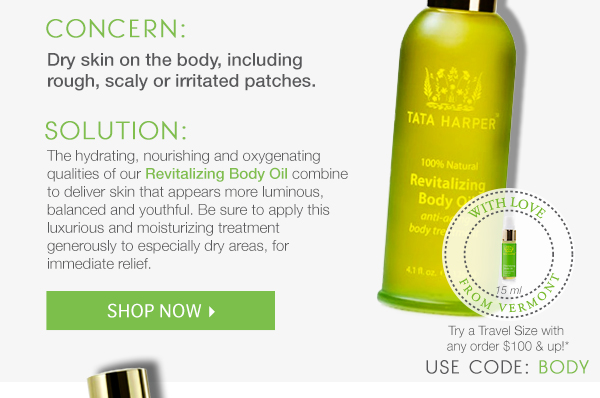 CONCERN:
Dry skin on the body, including
rough, scaly or irritated patches.
SOLUTION:
The hydrating, nourishing and oxygenating
qualities of our Revitalizing Body Oil combine
to deliver skin that appears more luminous,
balanced and youthful. Be sure to apply this
luxurious and moisturizing treatment
generously to especially dry areas, for
immediate relief.
SHOP NOW
TATA HARPER
100% Natural
Revitalizing
Body
body
4.1 fl. oz.
WITH LOVE
15 ml
FROM VERMONT
Try a Travel Size with
any order $100 & up!*
USE CODE: BODY